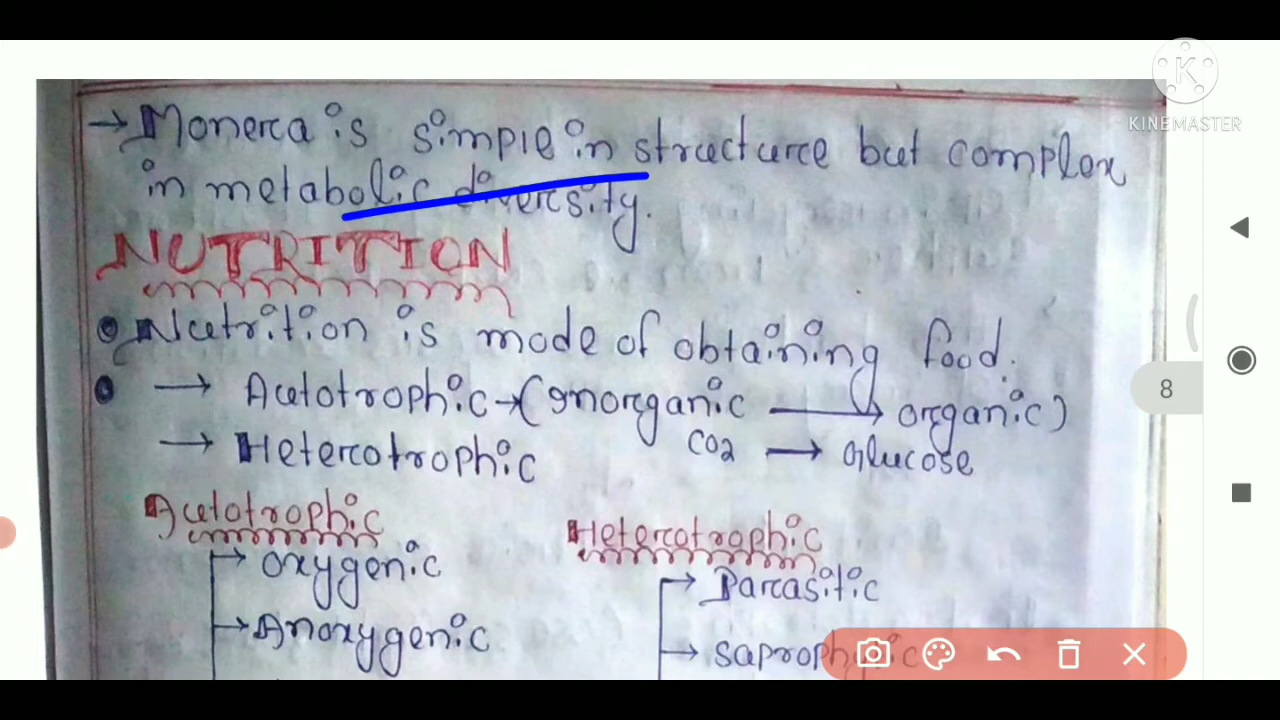 KINEMASTER
→ Monera is simple in structure but complex
in metabolic diversity.
NUTRITION
Nutrition is mode of obtaining food.
→ Autotrophic → (Inorganic → organic)
CO2 → Glucose
→ Heterotrophic
8
Autotrophic
→ Oxygenic
→ Anoxygenic
Heterotrophic
→ Parasitic